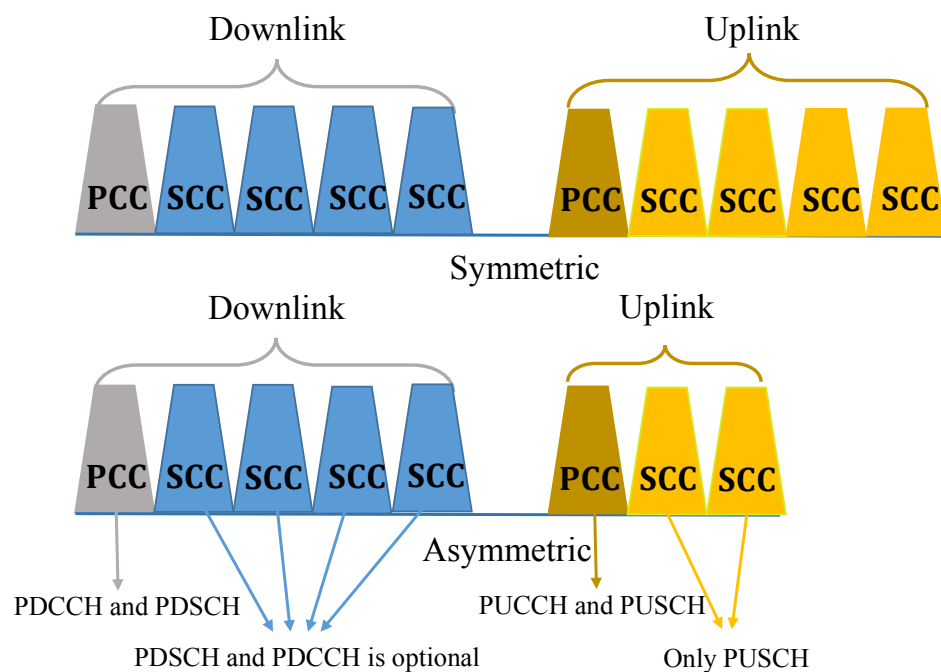 Downlink
Uplink
PCC SCC SCC SCC SCC
PCC SCC SCC SCC SCC
Symmetric
Downlink
Uplink
PCC SCC SCC SCC SCC
PCC SCC SCC
Asymmetric
PDCCH and PDSCH
PUCCH and PUSCH
PDSCH and PDCCH is optional
Only PUSCH